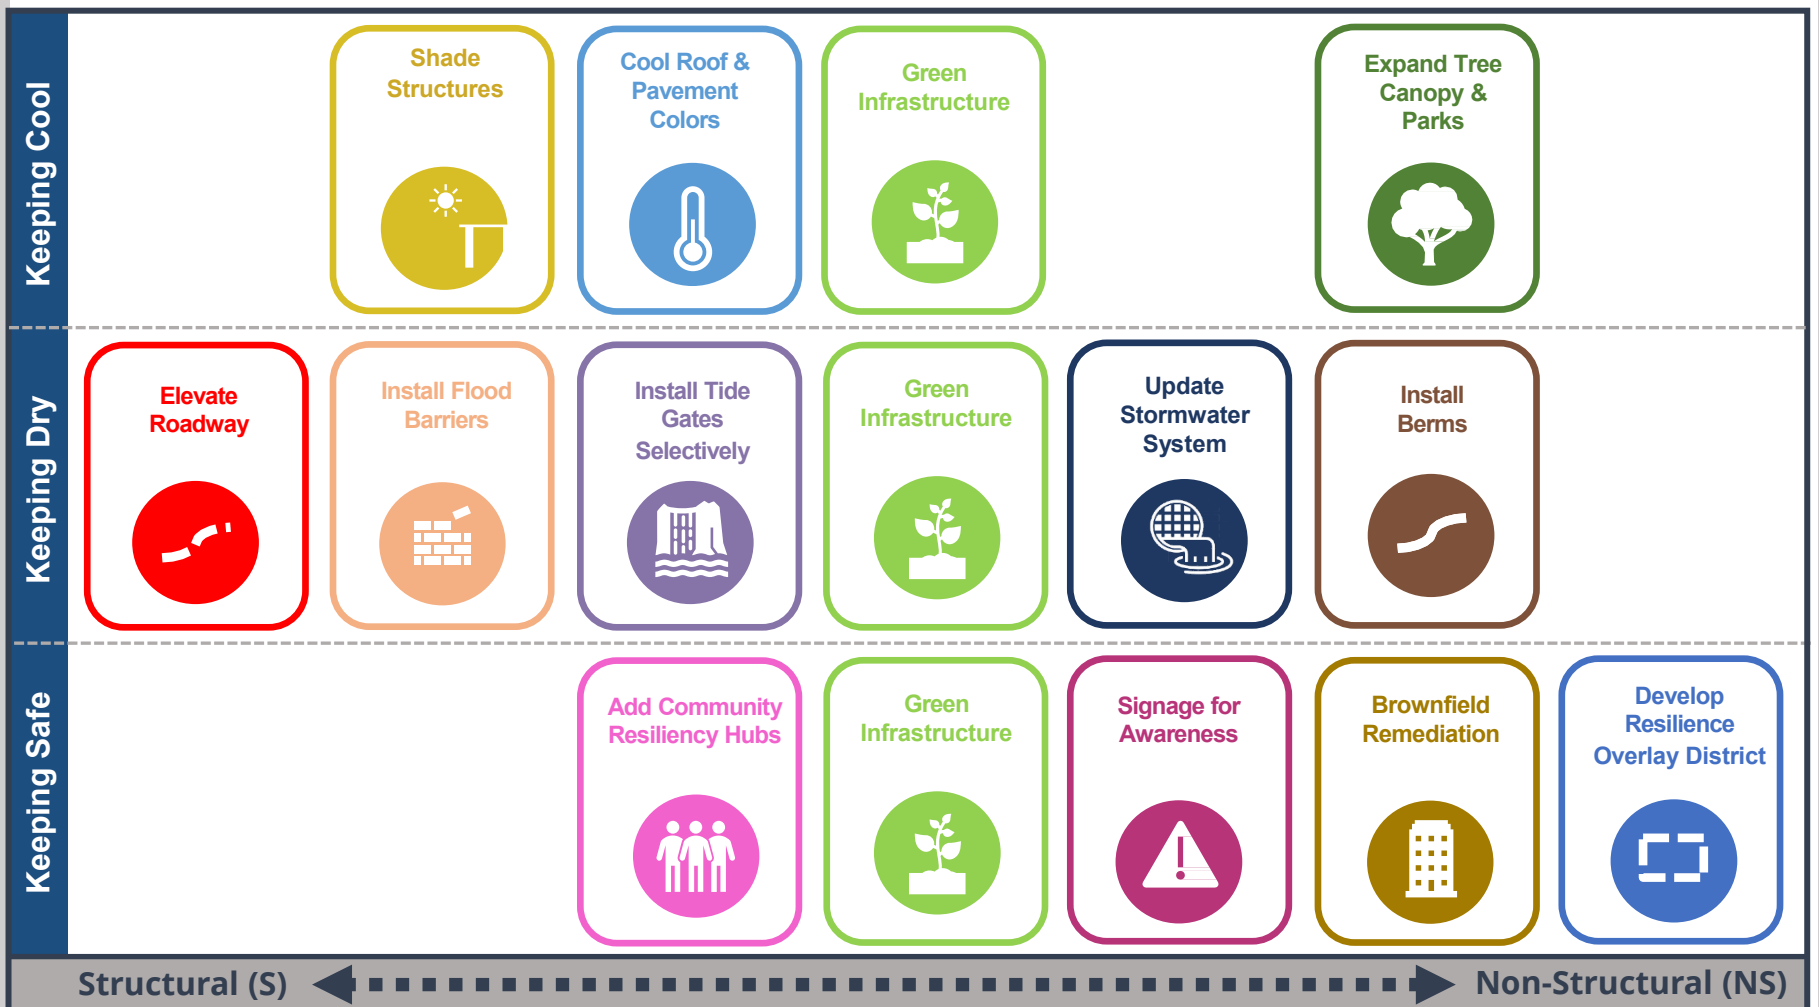 Keeping Cool
Shade
Structures
Cool Roof &
Pavement
Colors
Green
Infrastructure
Expand Tree
Canopy &
Parks
Keeping Dry
Elevate
Roadway
Install Flood
Barriers
Install Tide
Gates
Selectively
Green
Infrastructure
Update
Stormwater
System
Install
Berms
Keeping Safe
Add Community
Resiliency Hubs
Green
Infrastructure
Signage for
Awareness
Brownfield
Remediation
Develop
Resilience
Overlay District
Structural (S)
Non-Structural (NS)